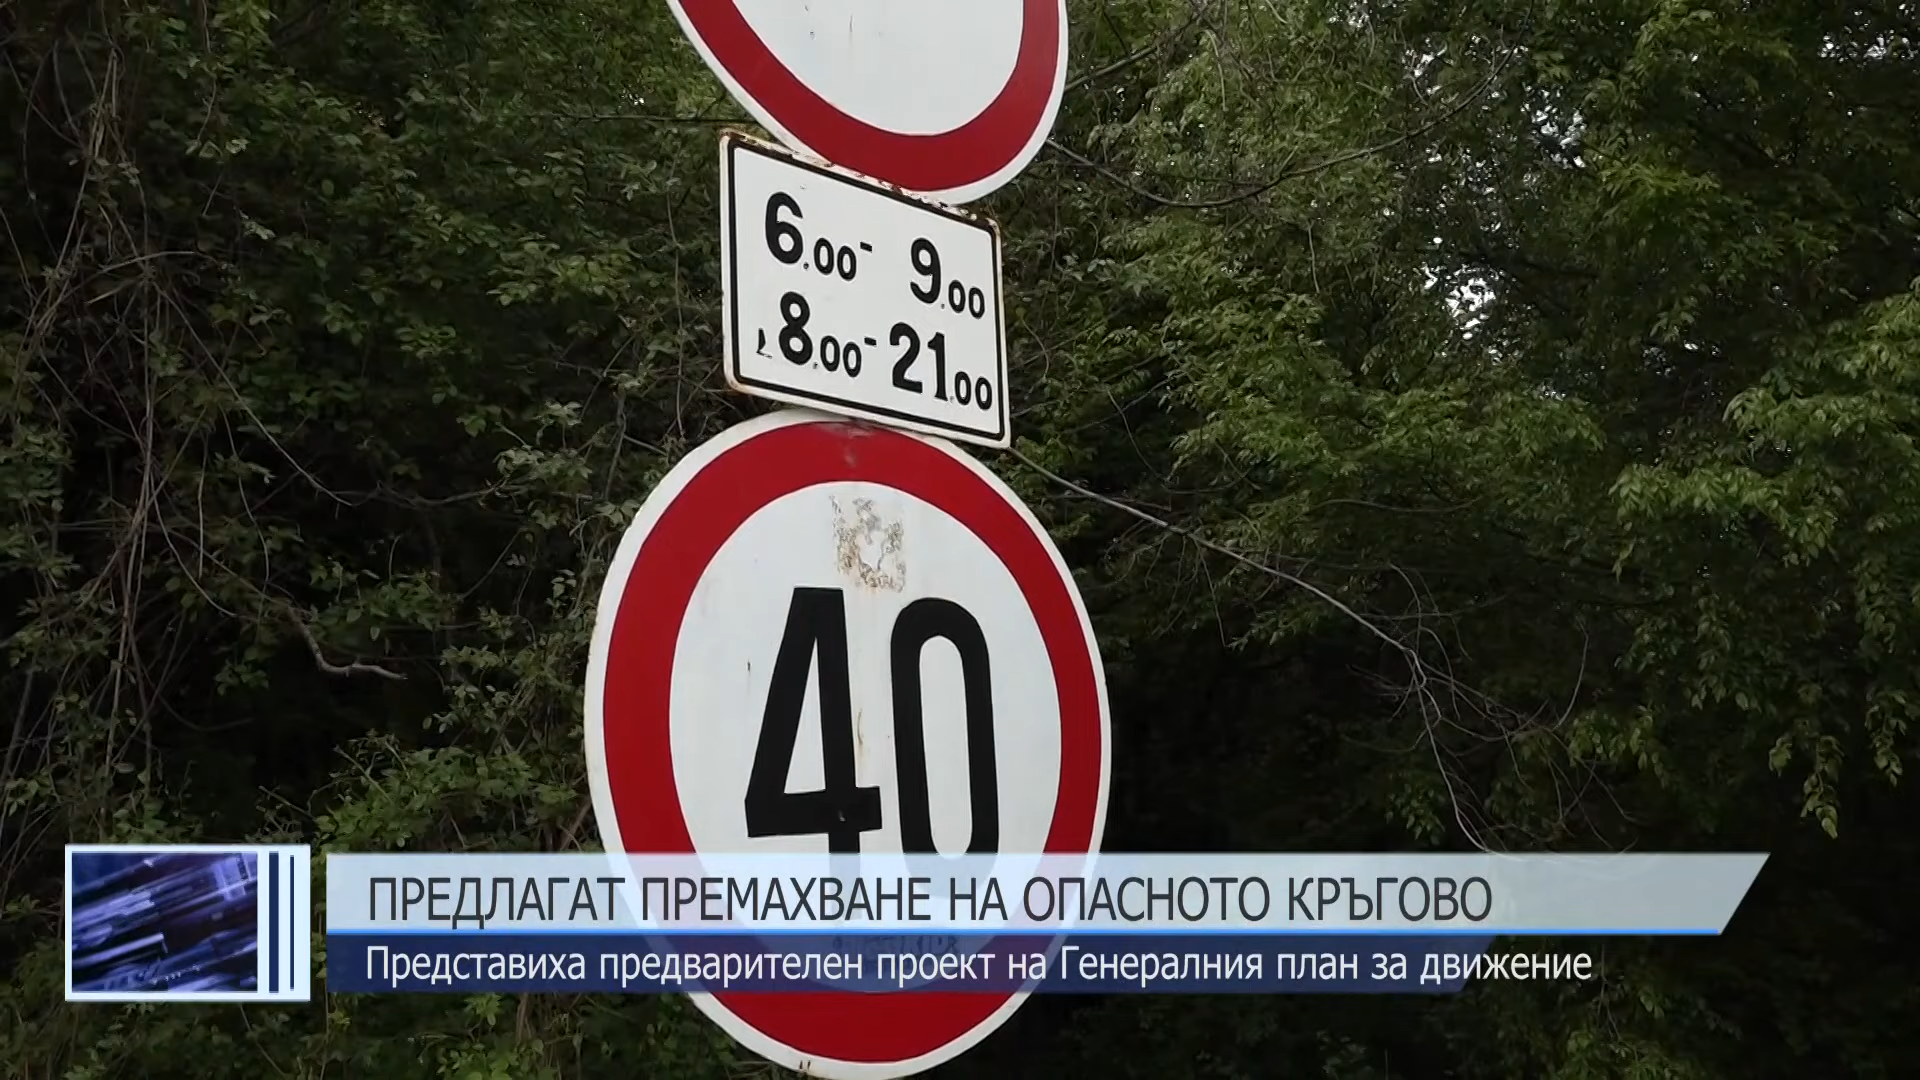 6.00- 9.00
8.00-21.00
40
ПРЕДЛАГАТ ПРЕМАХВАНЕ НА ОПАСНОТО КРЪГОВО
Представиха предварителен проект на Генералния план за движение